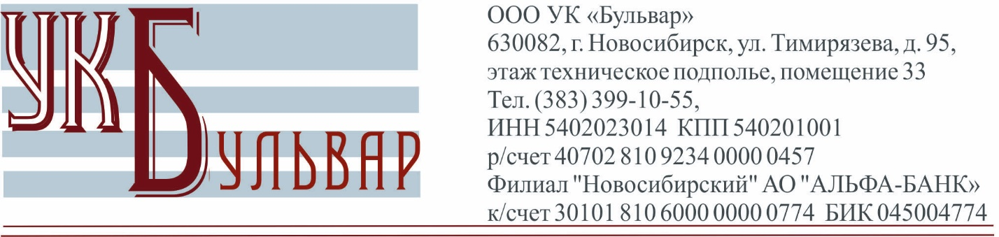 УК Бульвар
ООО УК «Бульвар»
630082, г. Новосибирск, ул. Тимирязева, д. 95,
этаж техническое подполье, помещение 33
Тел. (383) 399-10-55,
ИНН 5402023014 КПП 540201001
р/счет 40702 810 9234 0000 0457
Филиал "Новосибирский" АО "АЛЬФА-БАНК»
к/счет 30101 810 6000 0000 0774 БИК 045004774